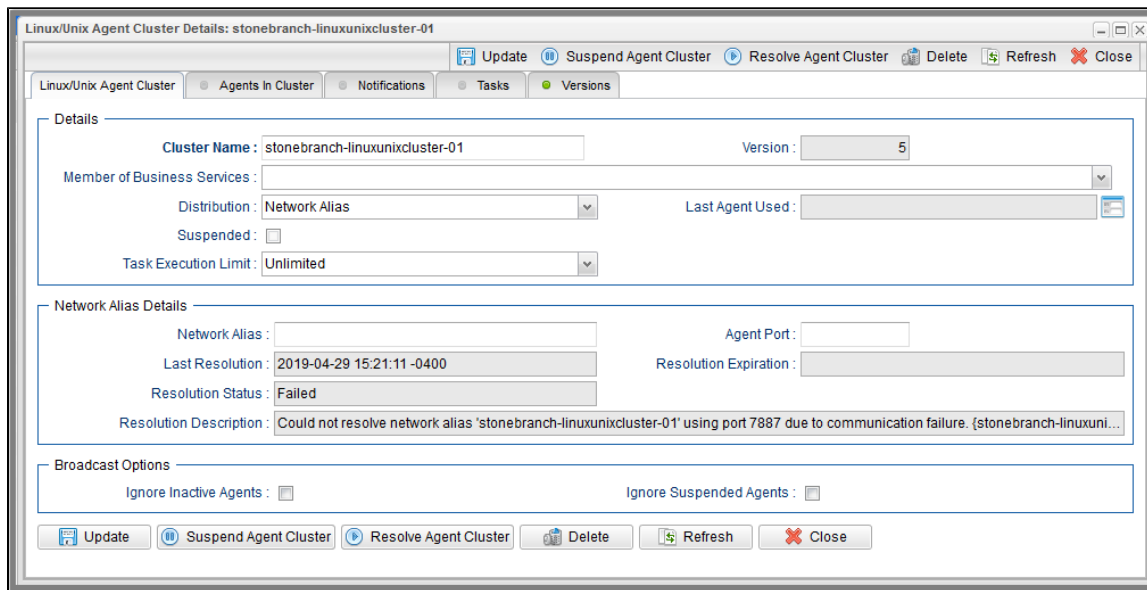 Linux/Unix Agent Cluster Details: stonebranch-linuxunixcluster-01
Update Suspend Agent Cluster Resolve Agent Cluster Delete Refresh Close
Linux/Unix Agent Cluster Agents In Cluster Notifications Tasks Versions
Details
Cluster Name : stonebranch-linuxunixcluster-01 Version : 5
Member of Business Services :
Distribution : Network Alias Last Agent Used :
Suspended :
Task Execution Limit : Unlimited
Network Alias Details
Network Alias : Agent Port :
Last Resolution : 2019-04-29 15:21:11 -0400 Resolution Expiration :
Resolution Status : Failed
Resolution Description : Could not resolve network alias 'stonebranch-linuxunixcluster-01' using port 7887 due to communication failure. {stonebranch-linuxuni...
Broadcast Options
Ignore Inactive Agents : Ignore Suspended Agents :
Update Suspend Agent Cluster Resolve Agent Cluster Delete Refresh Close